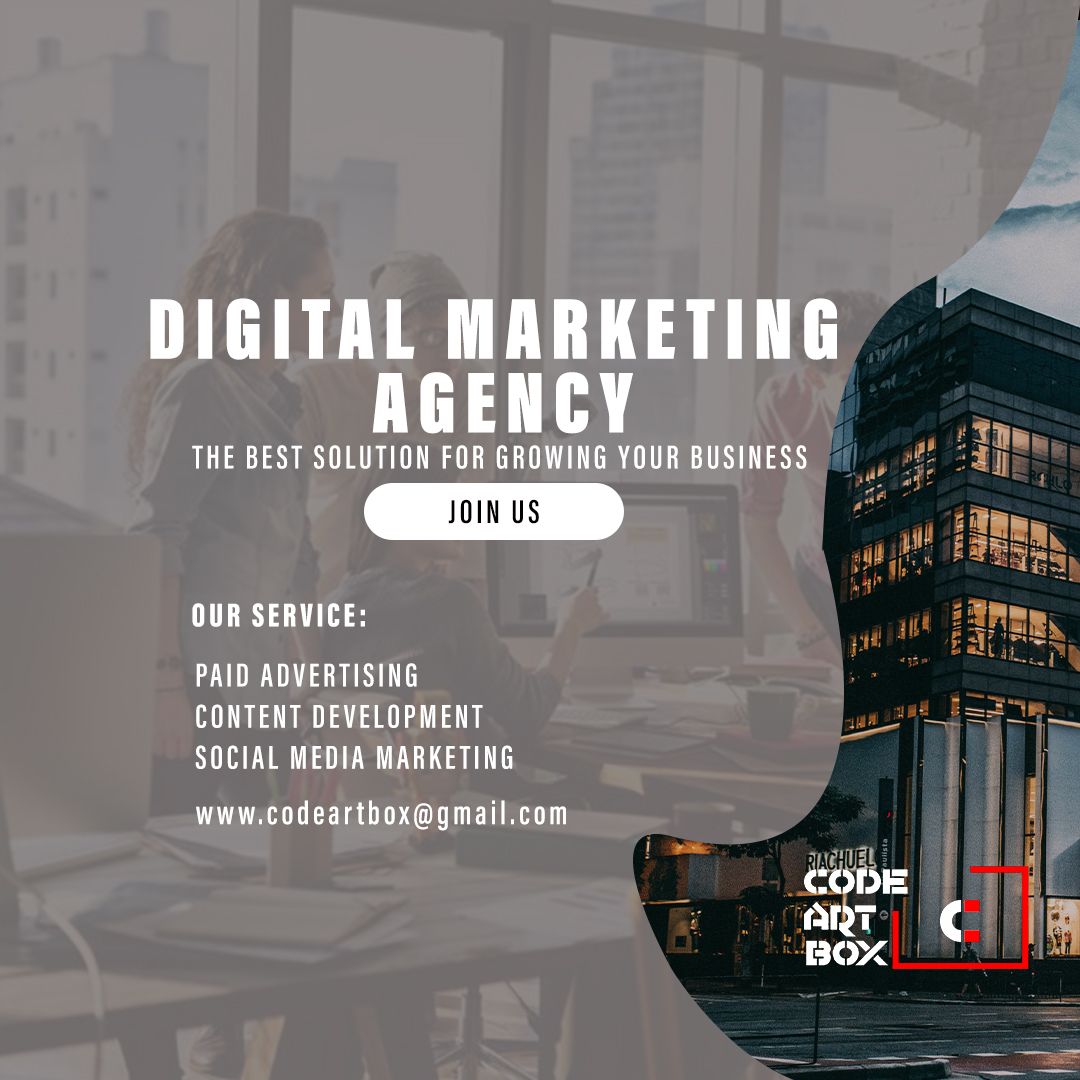 DIGITAL MARKETING
AGENCY
THE BEST SOLUTION FOR GROWING YOUR BUSINESS
JOIN US
OUR SERVICE:
PAID ADVERTISING
CONTENT DEVELOPMENT
SOCIAL MEDIA MARKETING
www.codeartbox@gmail.com
RIACHUEL
CODE
ART
BOX
C